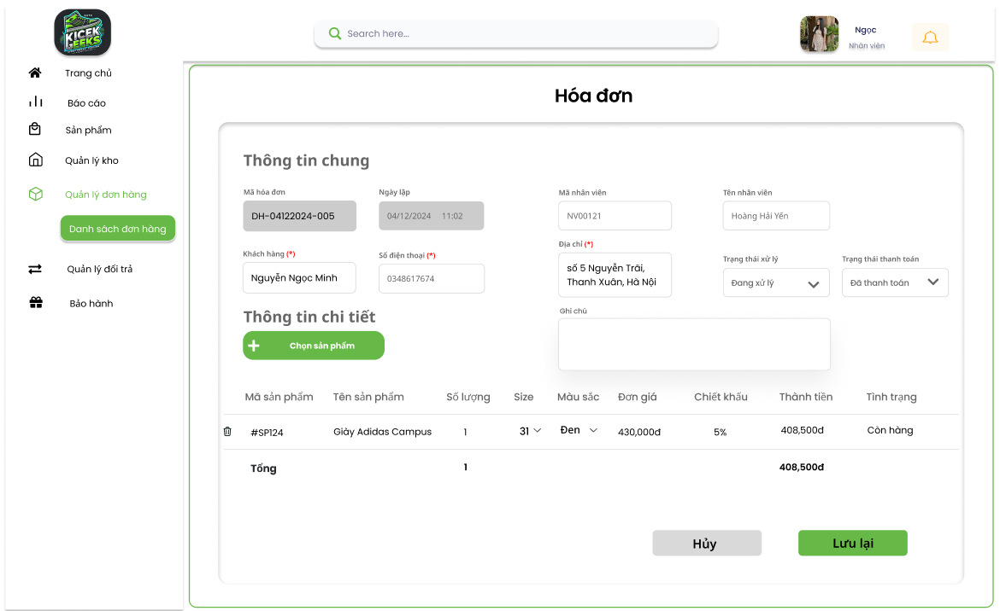 KICEK
GEEKS
Search here...
Ngọc
Nhân viên
Trang chủ
Báo cáo
Sản phẩm
Quản lý kho
Quản lý đơn hàng
Danh sách đơn hàng
Quản lý đổi trả
Bảo hành
Hóa đơn
Thông tin chung
Mã hóa đơn
DH-04122024-005
Ngày lập
04/12/2024 11:02
Mã nhân viên
NV00121
Tên nhân viên
Hoàng Hải Yến
Khách hàng (*)
Nguyễn Ngọc Minh
Số điện thoại (*)
0348617674
Địa chỉ (*)
số 5 Nguyễn Trãi,
Thanh Xuân, Hà Nội
Trạng thái xử lý
Đang xử lý
Trạng thái thanh toán
Đã thanh toán
Ghi chú
Thông tin chi tiết
Chọn sản phẩm
Mã sản phẩm Tên sản phẩm Số lượng Size Màu sắc Đơn giá Chiết khấu Thành tiền Tình trạng
#SP124 Giày Adidas Campus 1 31 Đen 430,000đ 5% 408,500đ Còn hàng
Tổng 1 408,500đ
Hủy
Lưu lại